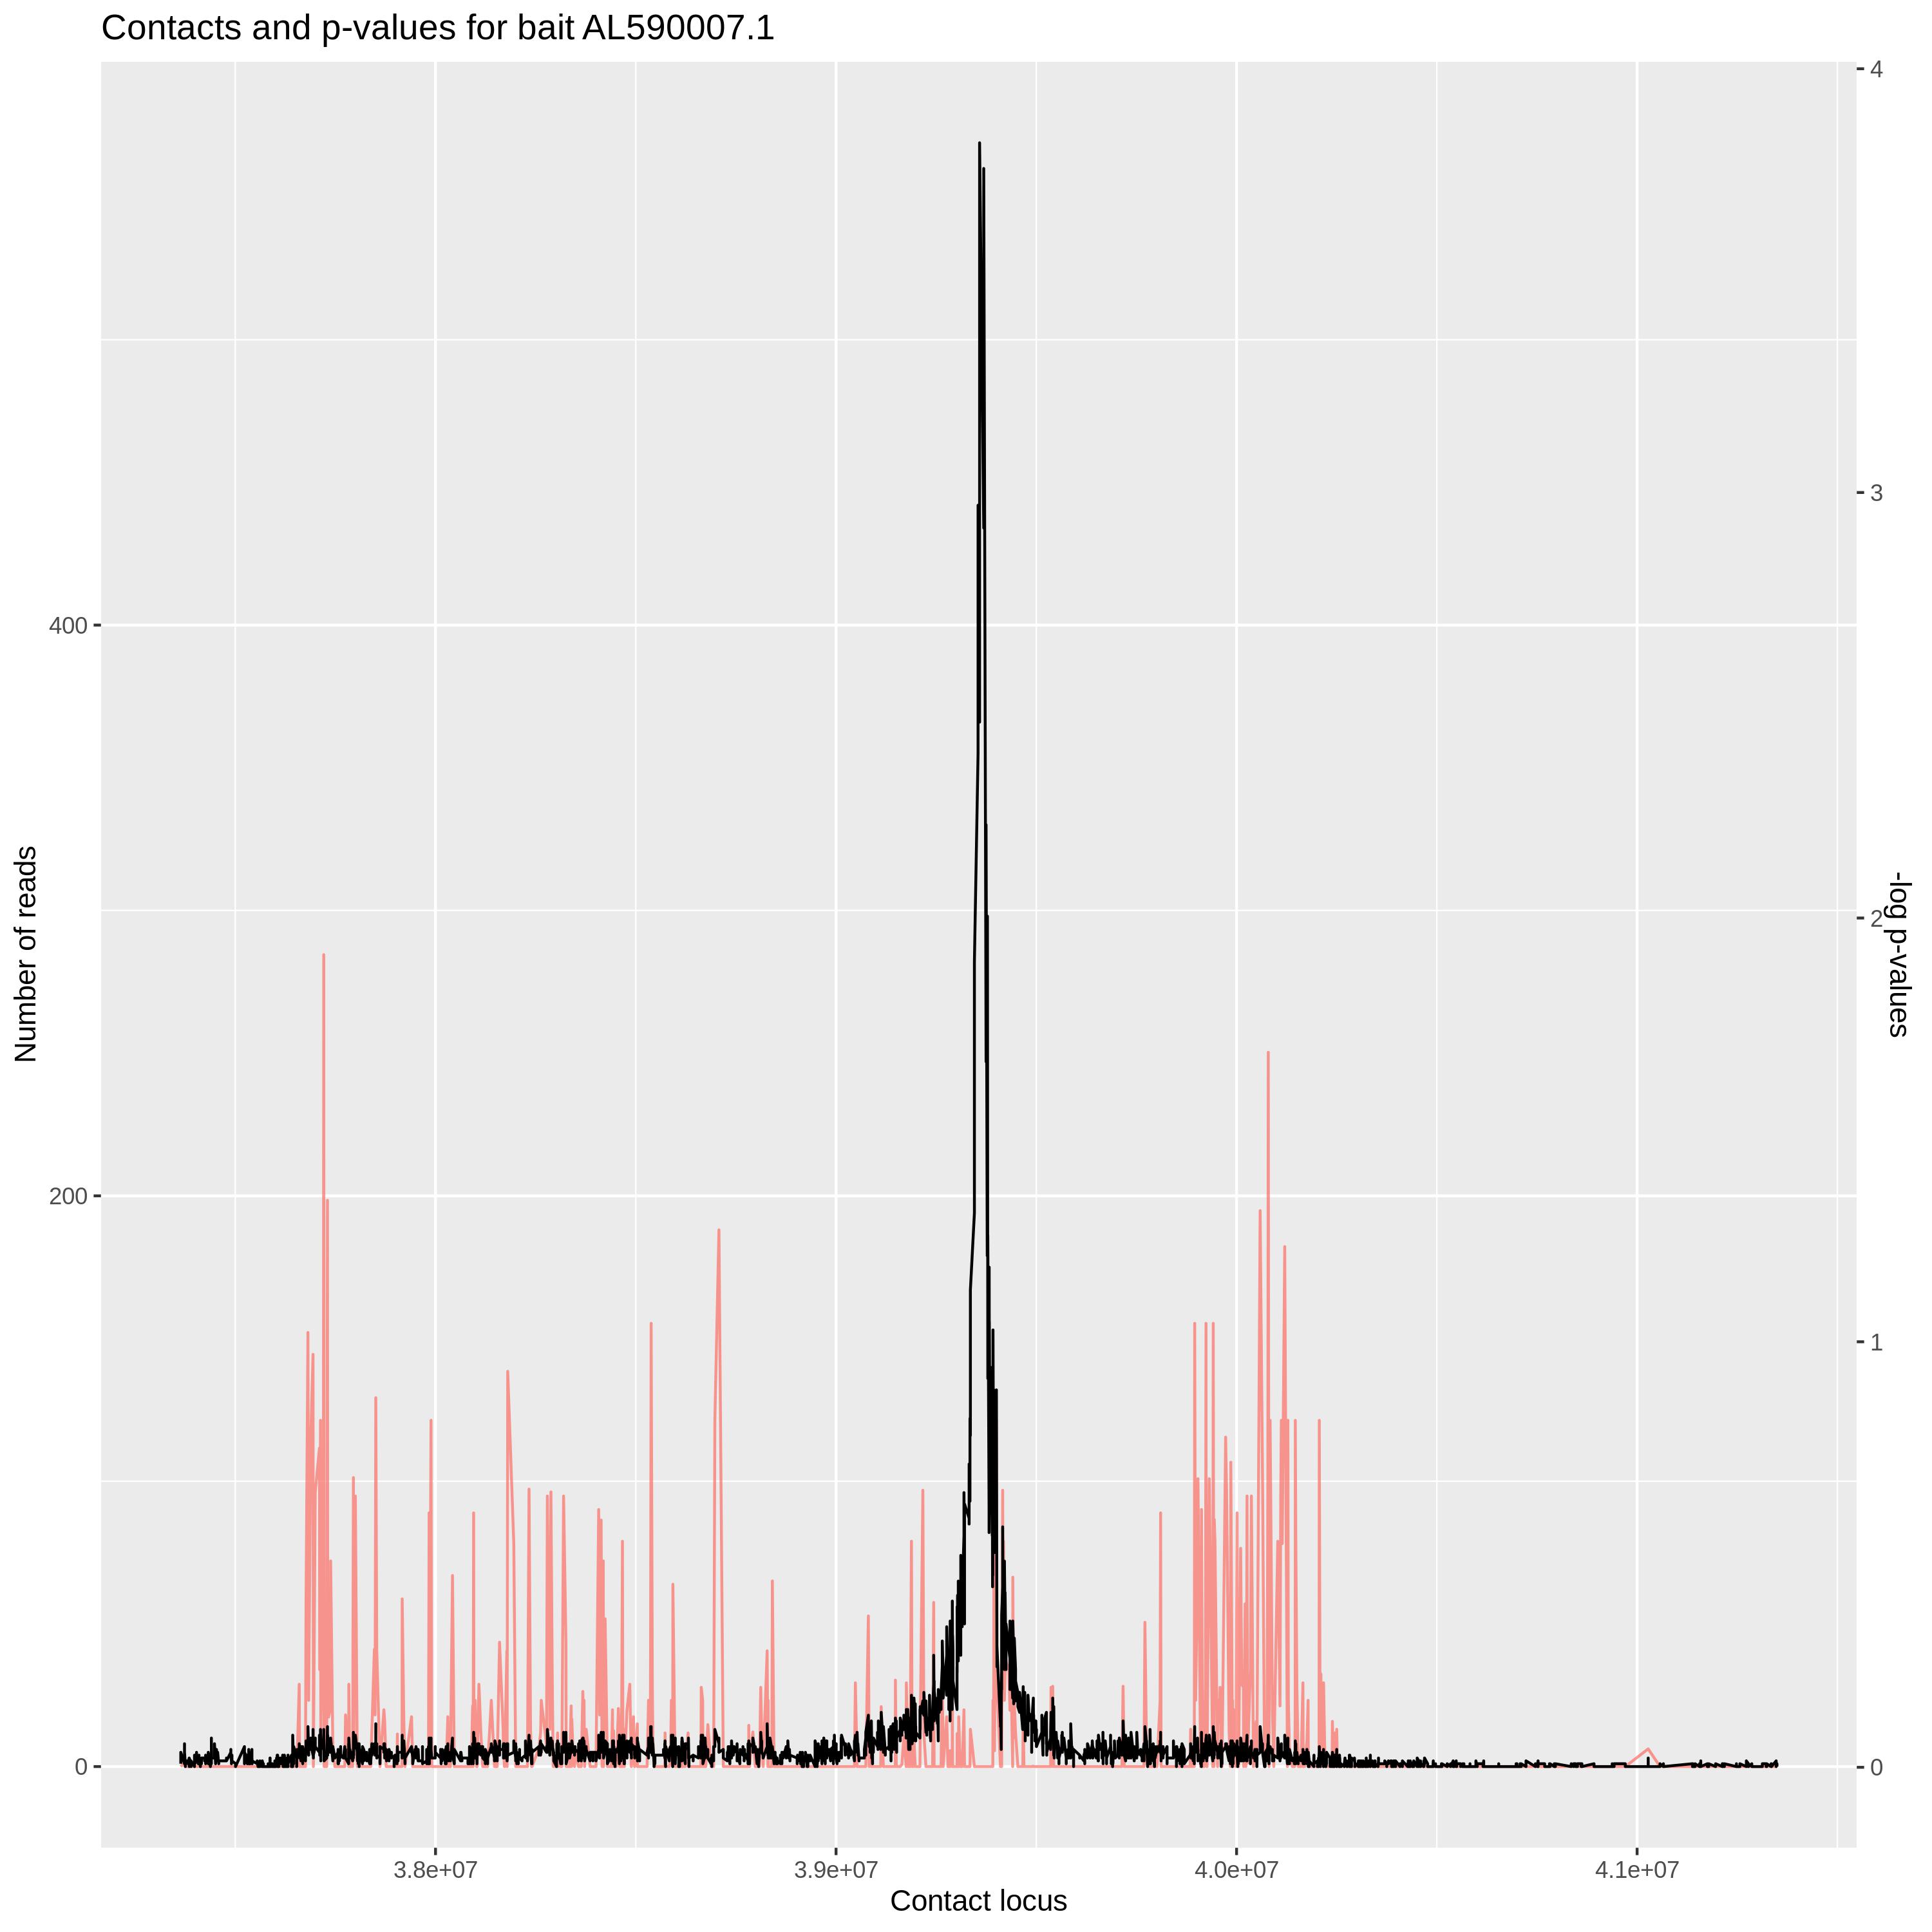 Contacts and p-values for bait AL590007.1
Number of reads
400
200
0
4
3
2
1
0
-log p-values
3.8e+07
3.9e+07
4.0e+07
4.1e+07
Contact locus